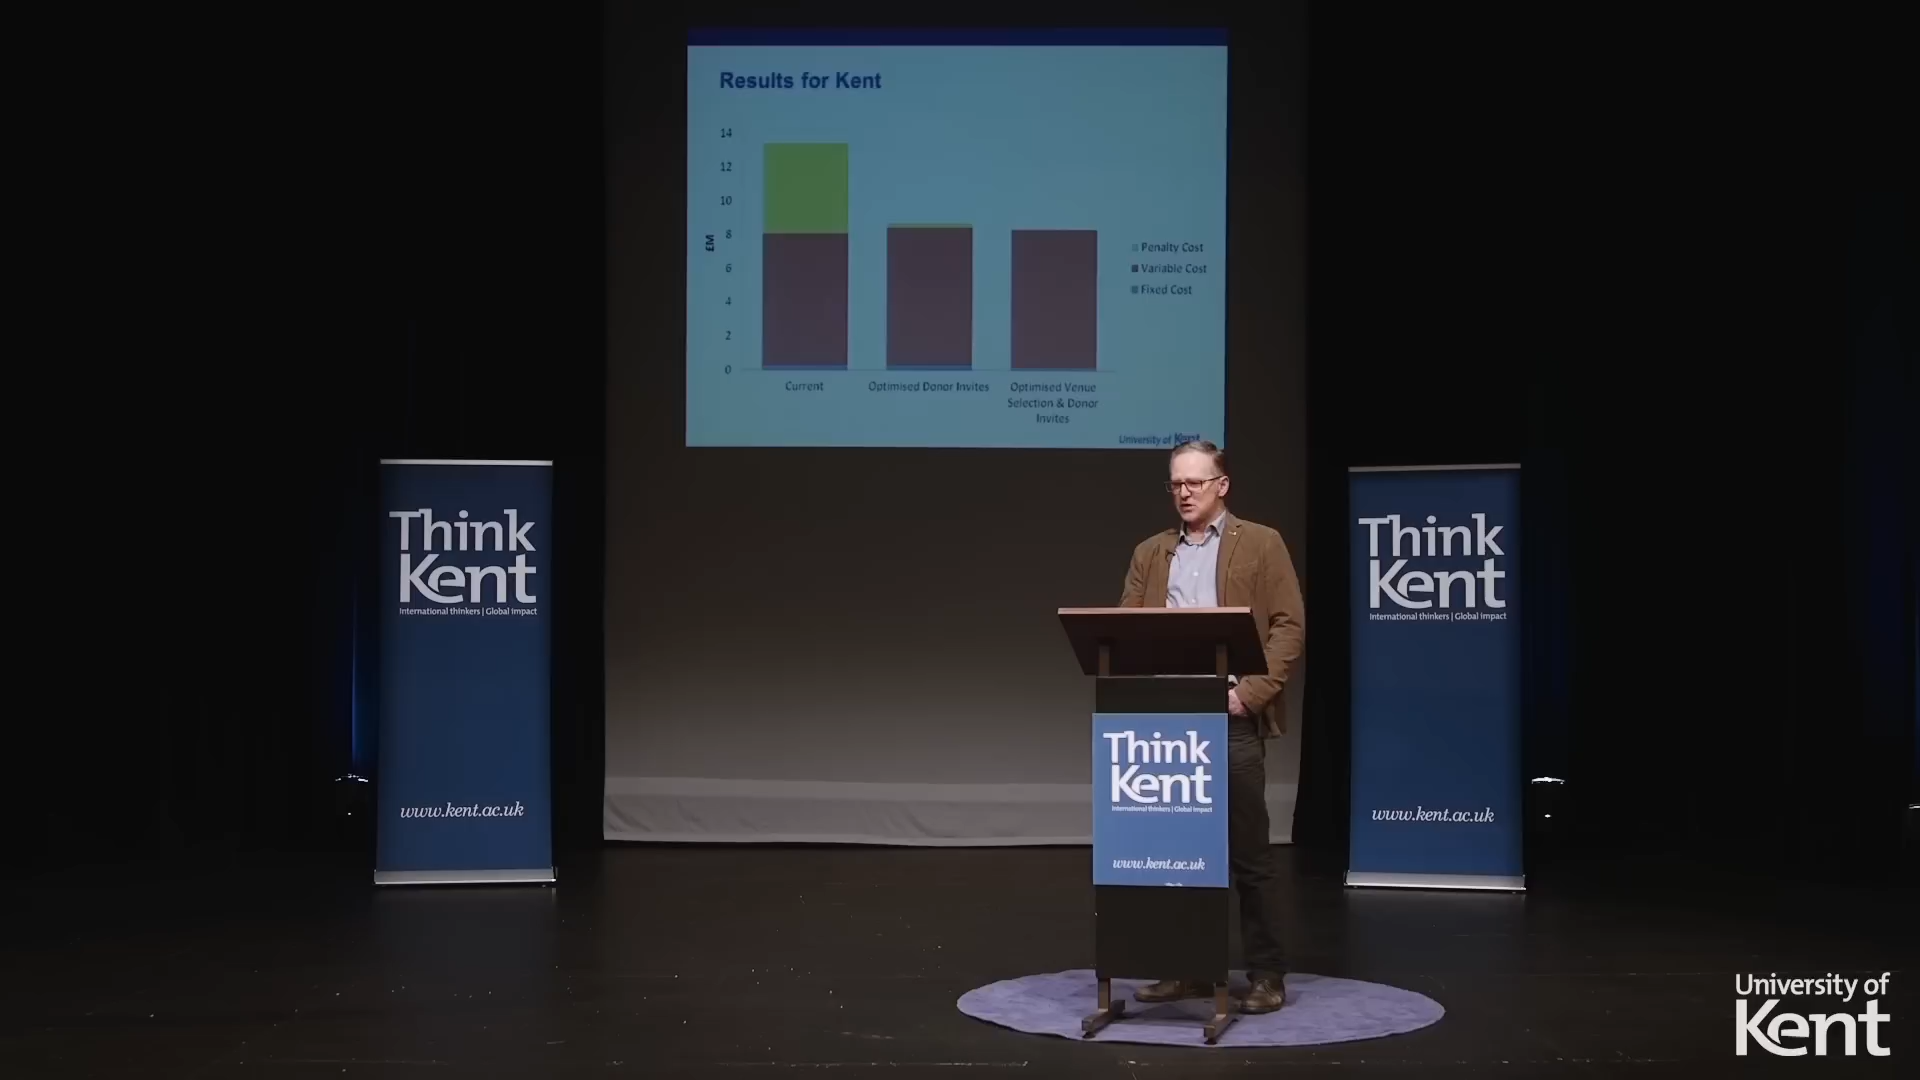 Results for Kent
14
12
10
8
6
4
2
0
£M
Current
Optimised Donor Invites
Optimised Venue
Selection & Donor
Invites
Penalty Cost
Variable Cost
Fixed Cost
University of Kent
Think
Kent
International thinkers | Global impact
www.kent.ac.uk
Think
Kent
International thinkers | Global impact
www.kent.ac.uk
Think
Kent
International thinkers | Global impact
www.kent.ac.uk
University of
Kent